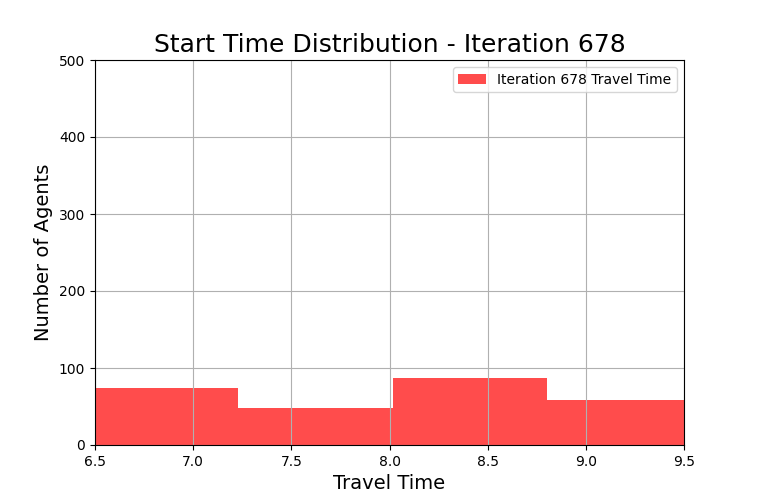 Start Time Distribution - Iteration 678
Iteration 678 Travel Time
Number of Agents
500
400
300
200
100
0
6.5 7.0 7.5 8.0 8.5 9.0 9.5
Travel Time